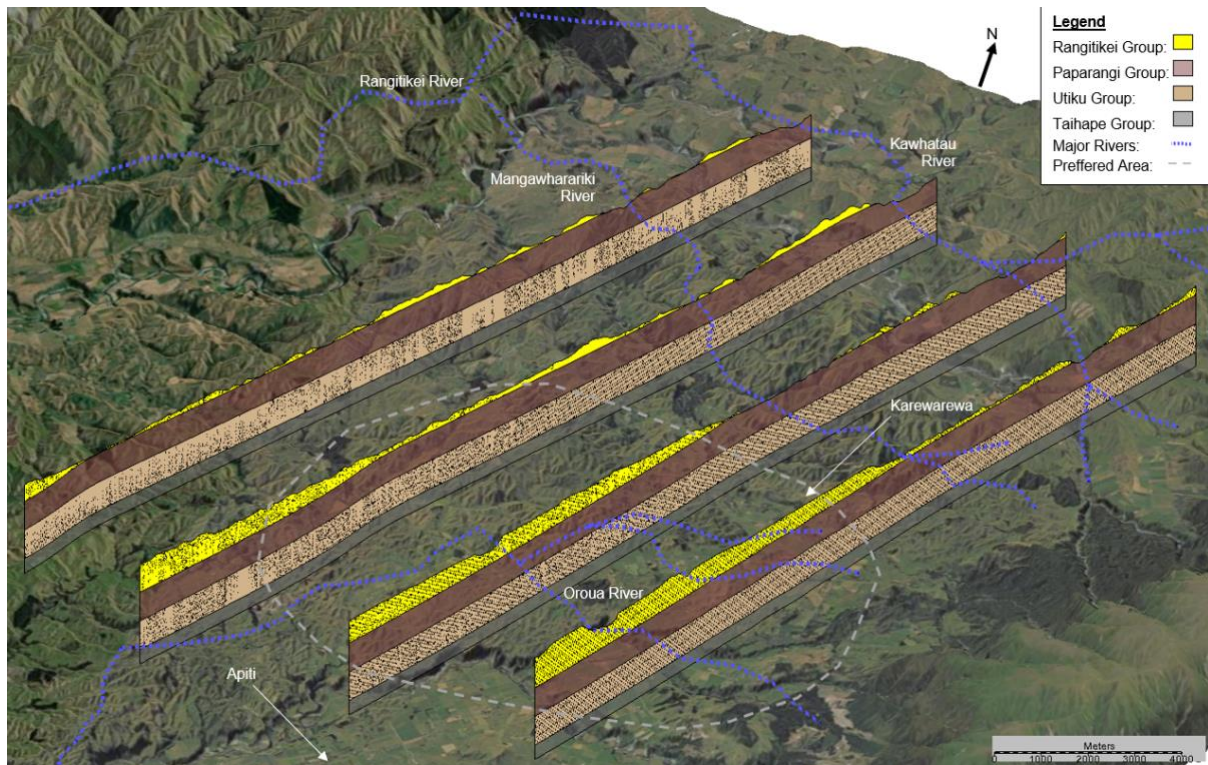 Legend
Rangitikei Group:
Paparangi Group:
Utiku Group:
Taihape Group:
Major Rivers:
Preffered Area:
N
Rangitikei River
Kawhatau
River
Mangawharariki
River
Karewarewa
Oroua River
Apiti
Meters
0 1000 2000 3000 4000